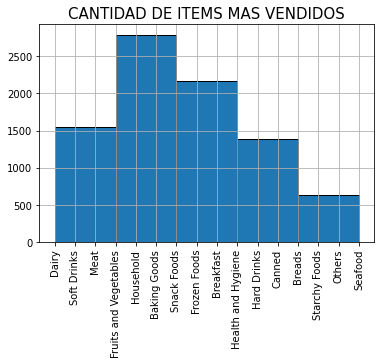 CANTIDAD DE ITEMS MAS VENDIDOS
2500
2000
1500
1000
500
0
Dairy
Soft Drinks
Meat
Fruits and Vegetables
Household
Baking Goods
Snack Foods
Frozen Foods
Breakfast
Health and Hygiene
Hard Drinks
Canned
Breads
Starchy Foods
Others
Seafood